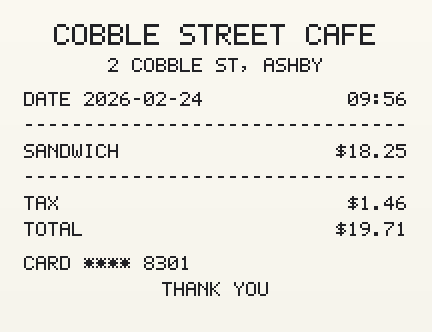 COBBLE STREET CAFE
2 COBBLE ST, ASHBY
DATE 2026-02-24 09:56
--------------------------------
SANDWICH $18.25
--------------------------------
TAX $1.46
TOTAL $19.71
CARD **** 8301
THANK YOU